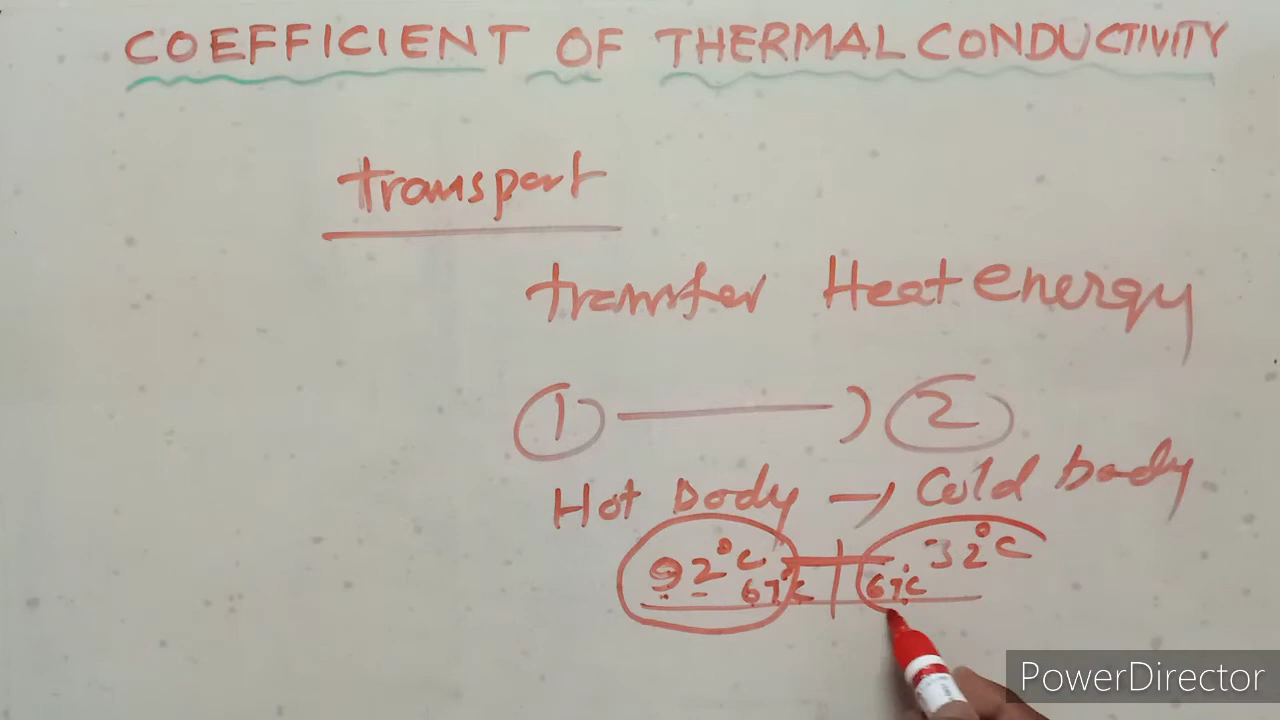 COEFFICIENT OF THERMAL CONDUCTIVITY
transport
transfer Heat energy
1 → 2
Hot body → Cold body
92°C 32°C
67°C 67°C
PowerDirector